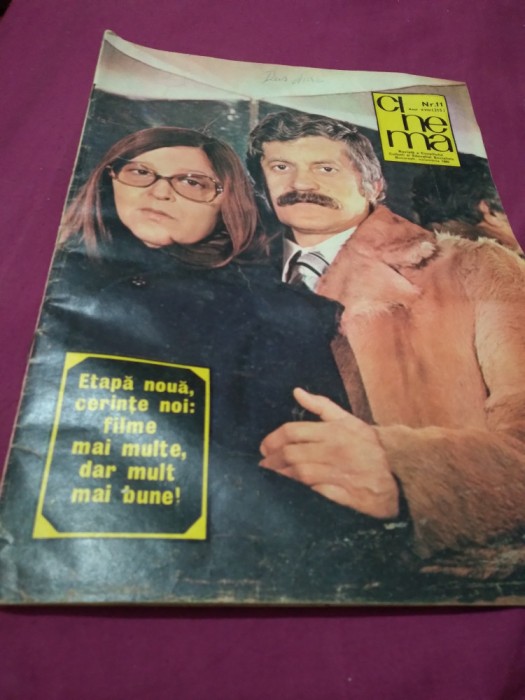 Nr.11
ci
ne
ma
Etapă nouă,
cerințe noi:
filme
mai multe,
dar mult
mai bune!